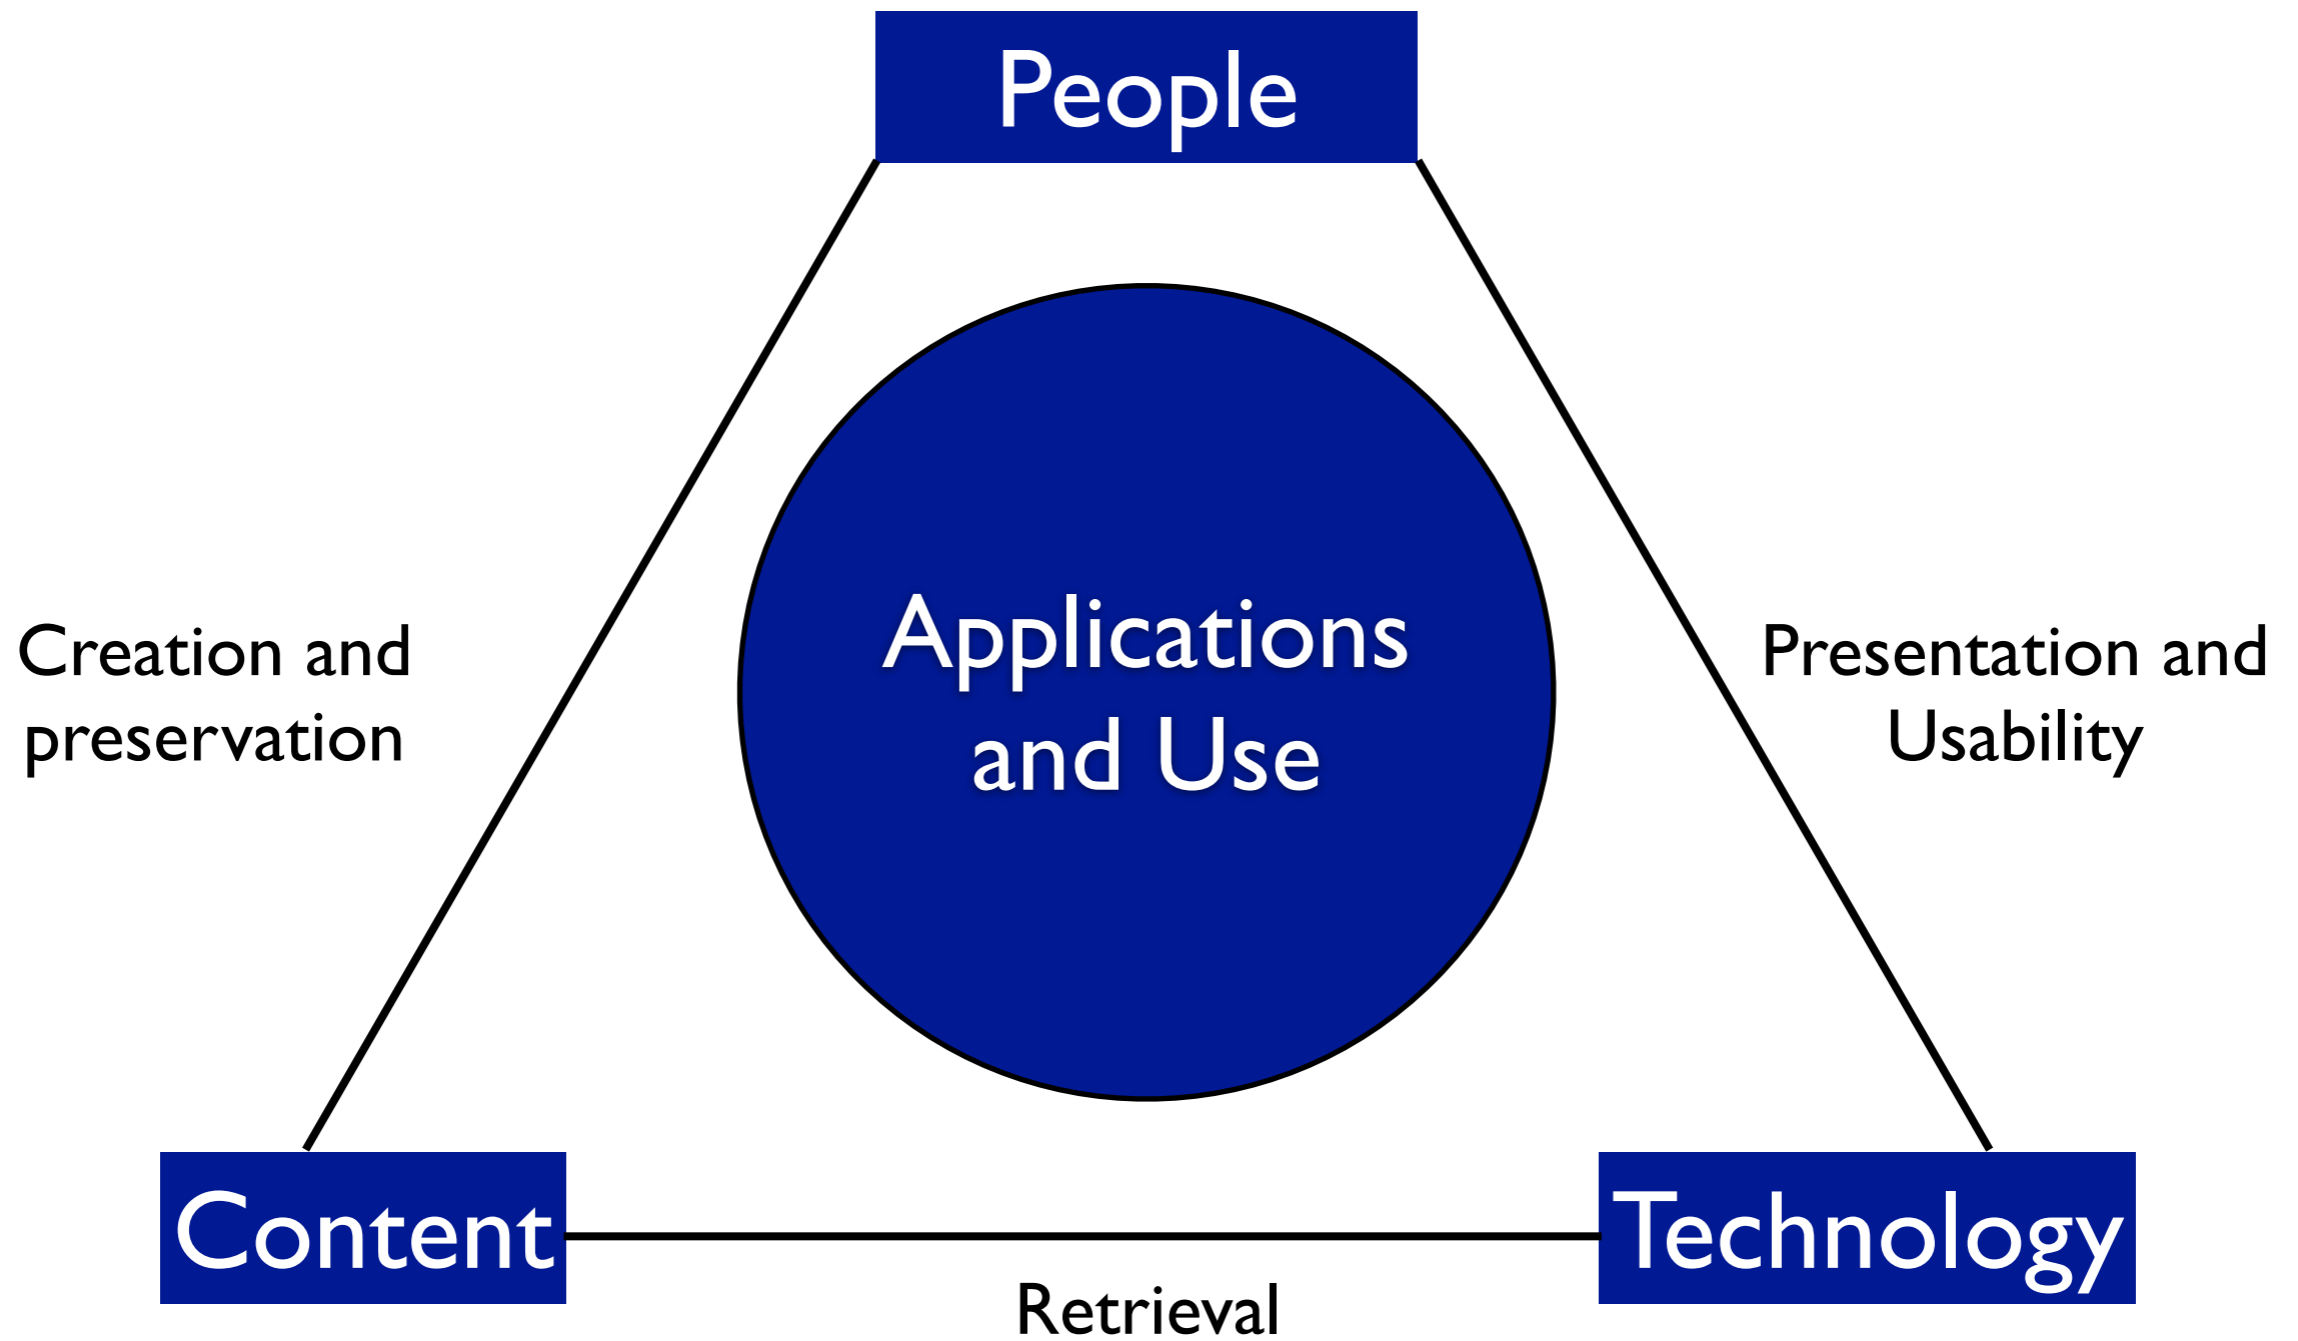 People
Applications
and Use
Creation and
preservation
Presentation and
Usability
Content
Technology
Retrieval